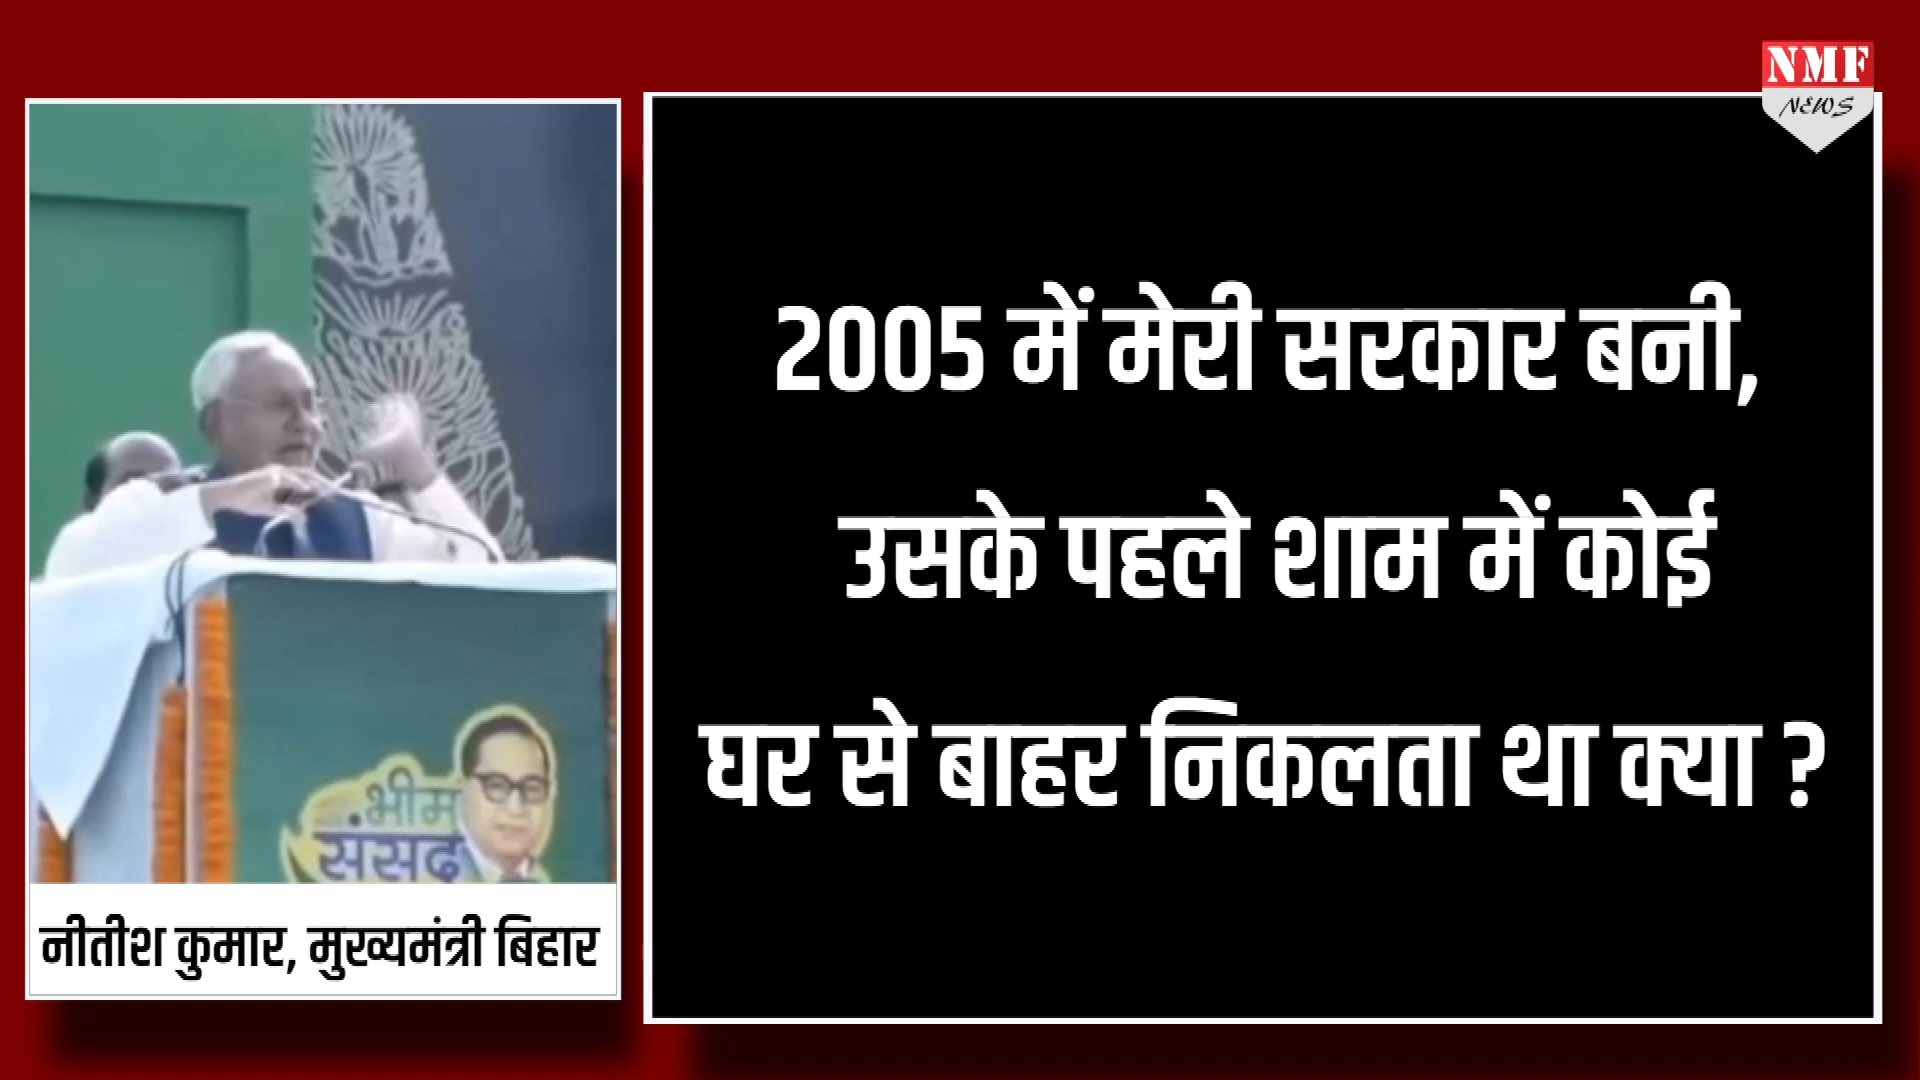 NMF
NEWS
2005 में मेरी सरकार बनी,
उसके पहले शाम में कोई
घर से बाहर निकलता था क्या ?
भीम
संसद
नीतीश कुमार, मुख्यमंत्री बिहार